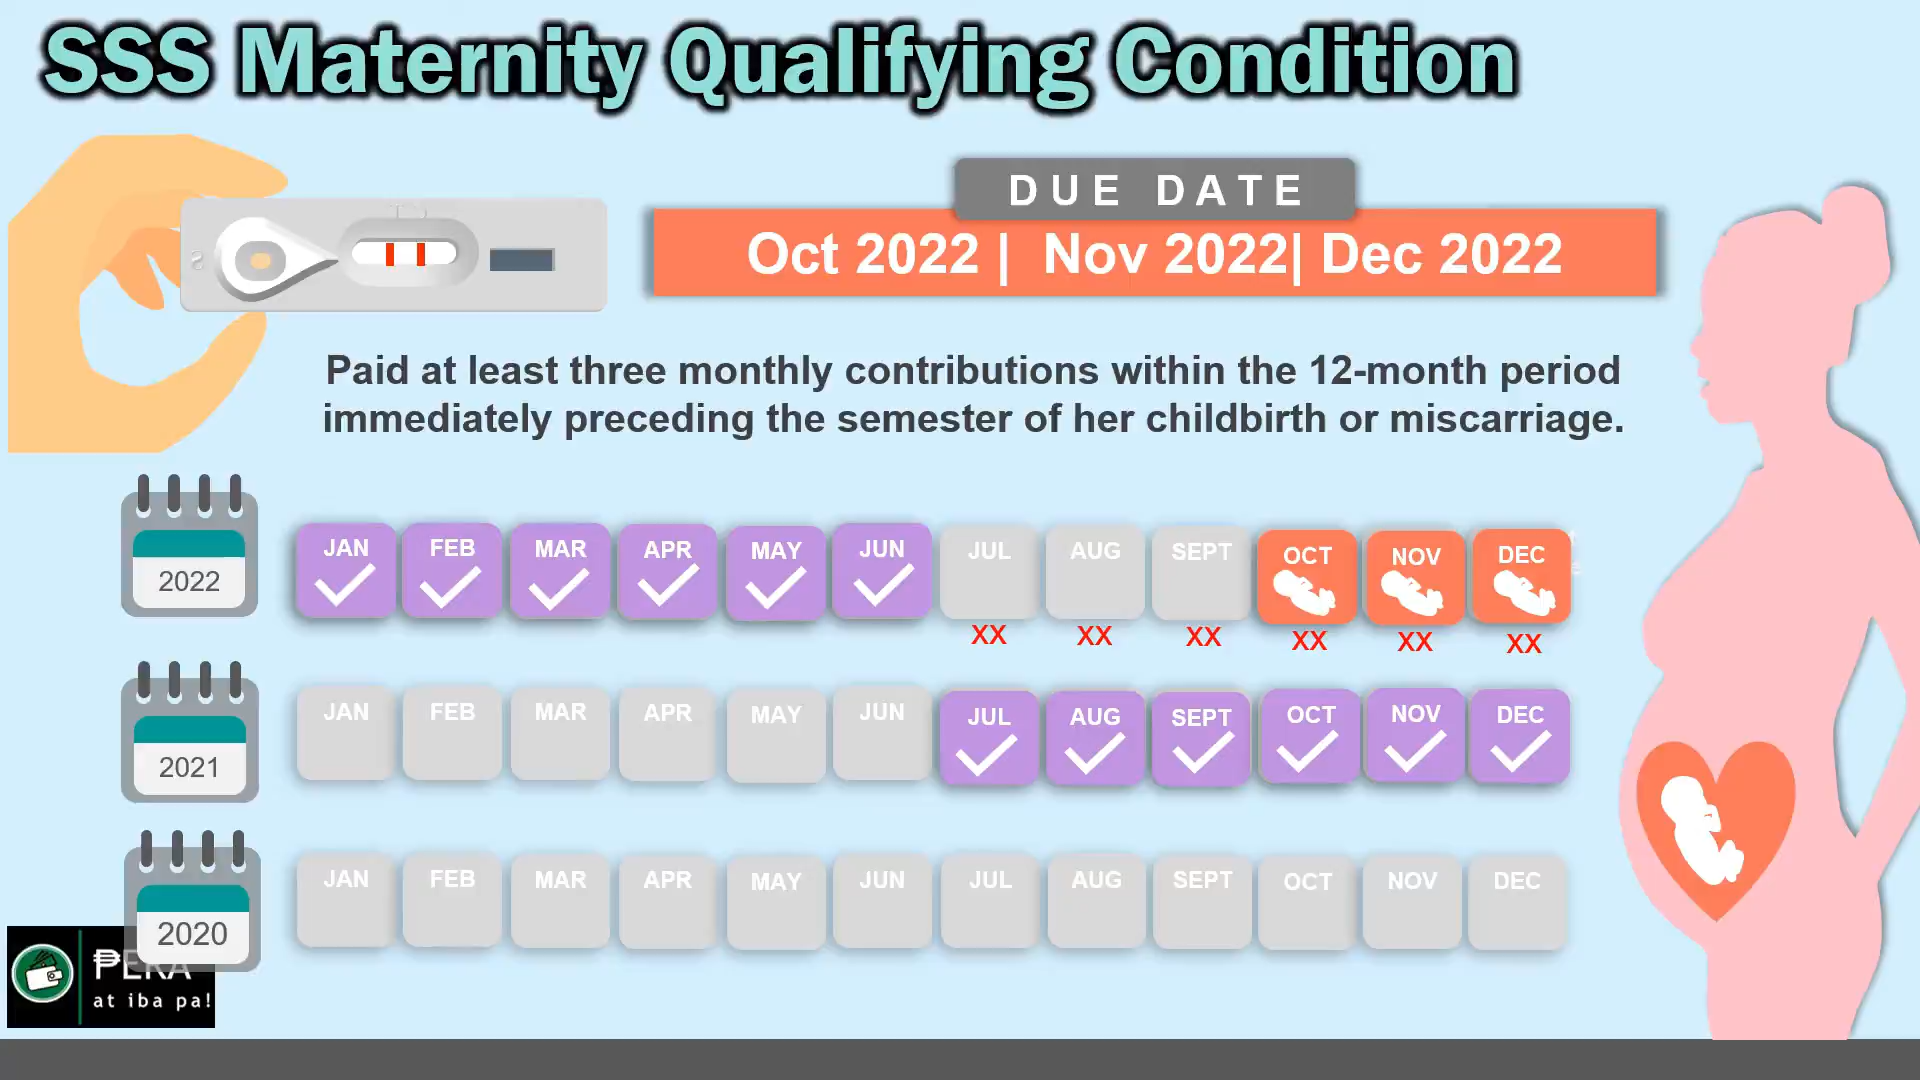 SSS Maternity Qualifying Condition
DUE DATE
Oct 2022 | Nov 2022| Dec 2022
Paid at least three monthly contributions within the 12-month period
immediately preceding the semester of her childbirth or miscarriage.
2022
JAN FEB MAR APR MAY JUN JUL AUG SEPT OCT NOV DEC
XX XX XX XX XX XX
2021
JAN FEB MAR APR MAY JUN JUL AUG SEPT OCT NOV DEC
2020
JAN FEB MAR APR MAY JUN JUL AUG SEPT OCT NOV DEC
₱ERA
at iba pa!